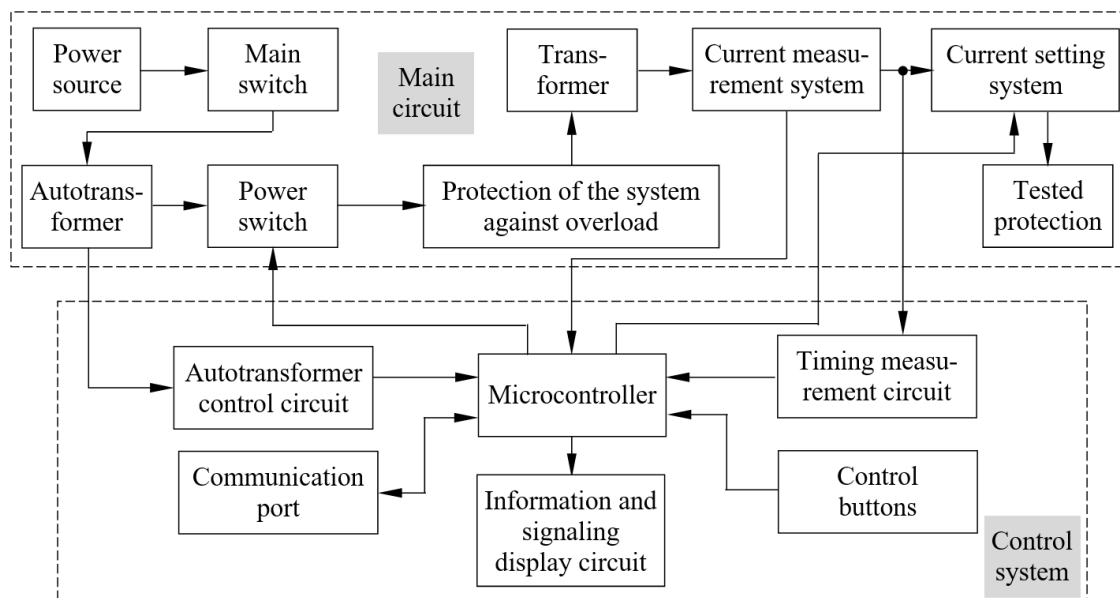 Power
source
Main
switch
Main
circuit
Trans-
former
Current measu-
rement system
Current setting
system
Autotrans-
former
Power
switch
Protection of the system
against overload
Tested
protection
Autotransformer
control circuit
Microcontroller
Timing measu-
rement circuit
Communication
port
Information and
signaling
display circuit
Control
buttons
Control
system